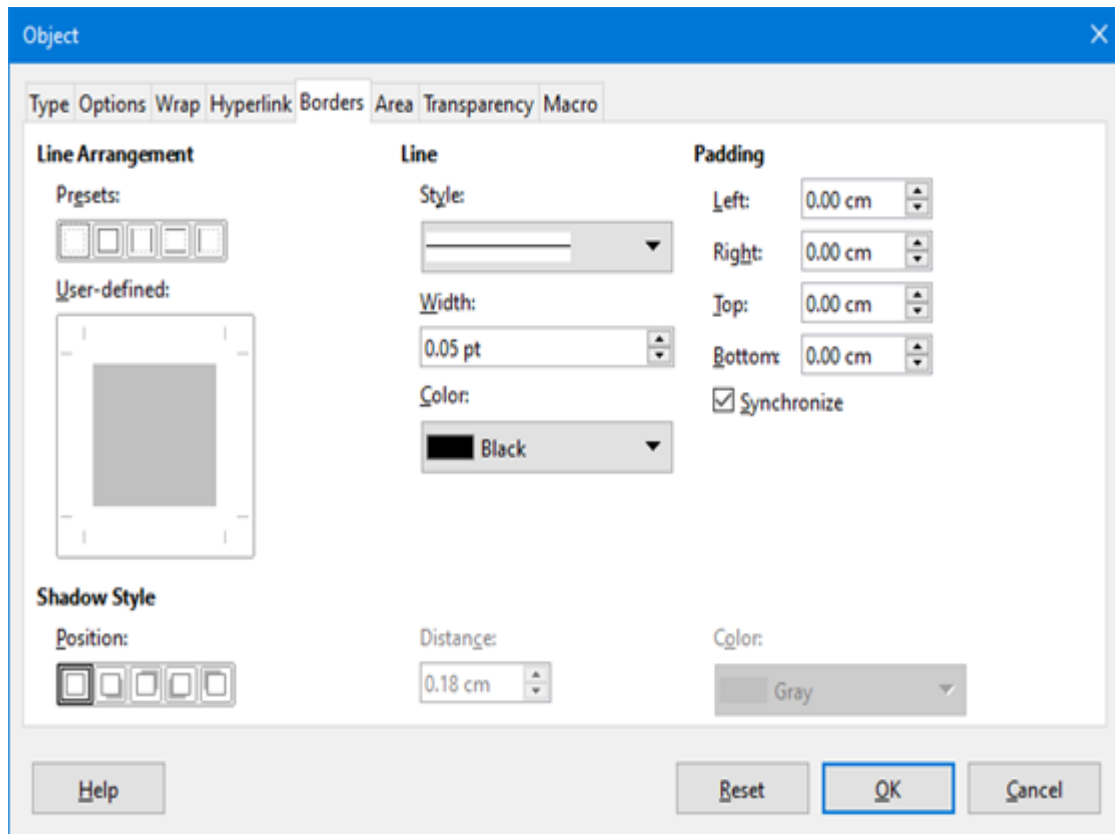 Object
Type Options Wrap Hyperlink Borders Area Transparency Macro
Line Arrangement
Presets:
User-defined:
Line
Style:
Width:
0.05 pt
Color:
Black
Padding
Left: 0.00 cm
Right: 0.00 cm
Top: 0.00 cm
Bottom: 0.00 cm
Synchronize
Shadow Style
Position:
Distance:
0.18 cm
Color:
Gray
Help Reset OK Cancel